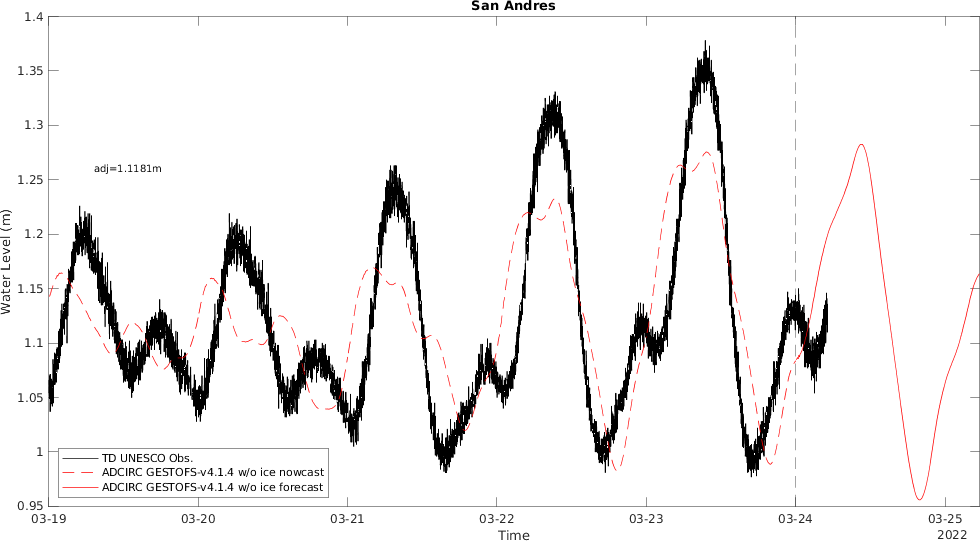 San Andres
1.4
1.35
1.3
1.25
1.2
1.15
1.1
1.05
1
0.95
Water Level (m)
adj=1.1181m
TD UNESCO Obs.
ADCIRC GESTOFS-v4.1.4 w/o ice nowcast
ADCIRC GESTOFS-v4.1.4 w/o ice forecast
03-19 03-20 03-21 03-22 03-23 03-24 03-25
Time
2022